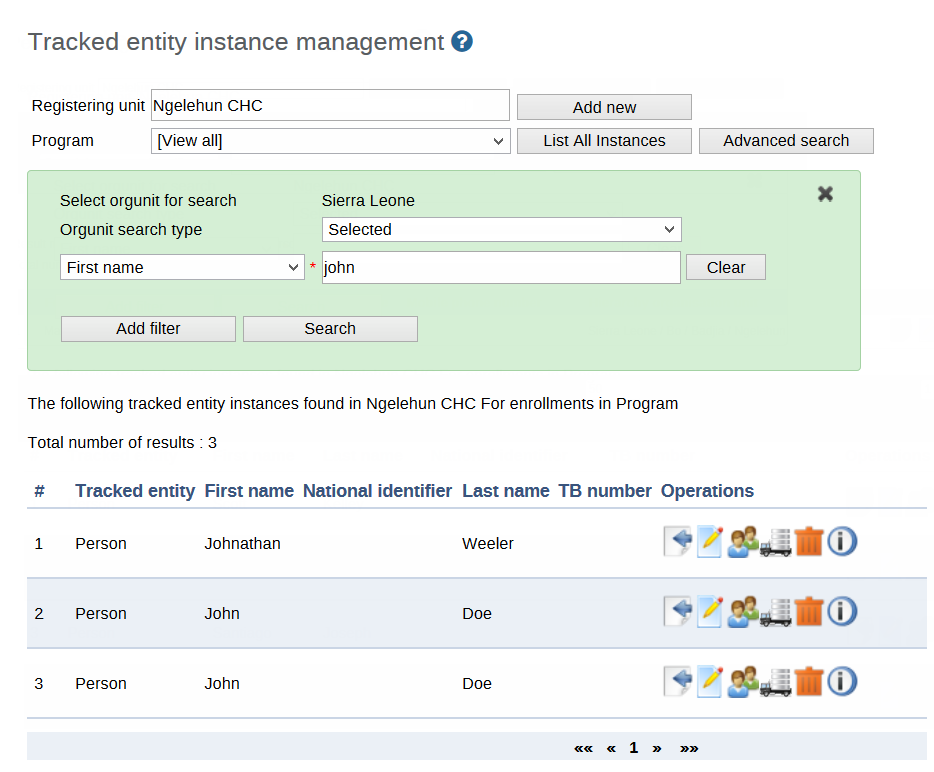 Tracked entity instance management ?
Registering unit Ngelehun CHC Add new
Program [View all] List All Instances Advanced search
Select orgunit for search Sierra Leone
Orgunit search type Selected
First name * john Clear
Add filter Search
The following tracked entity instances found in Ngelehun CHC For enrollments in Program
Total number of results : 3
# Tracked entity First name National identifier Last name TB number Operations
1 Person Johnathan Weeler
2 Person John Doe
3 Person John Doe
«« « 1 » »»